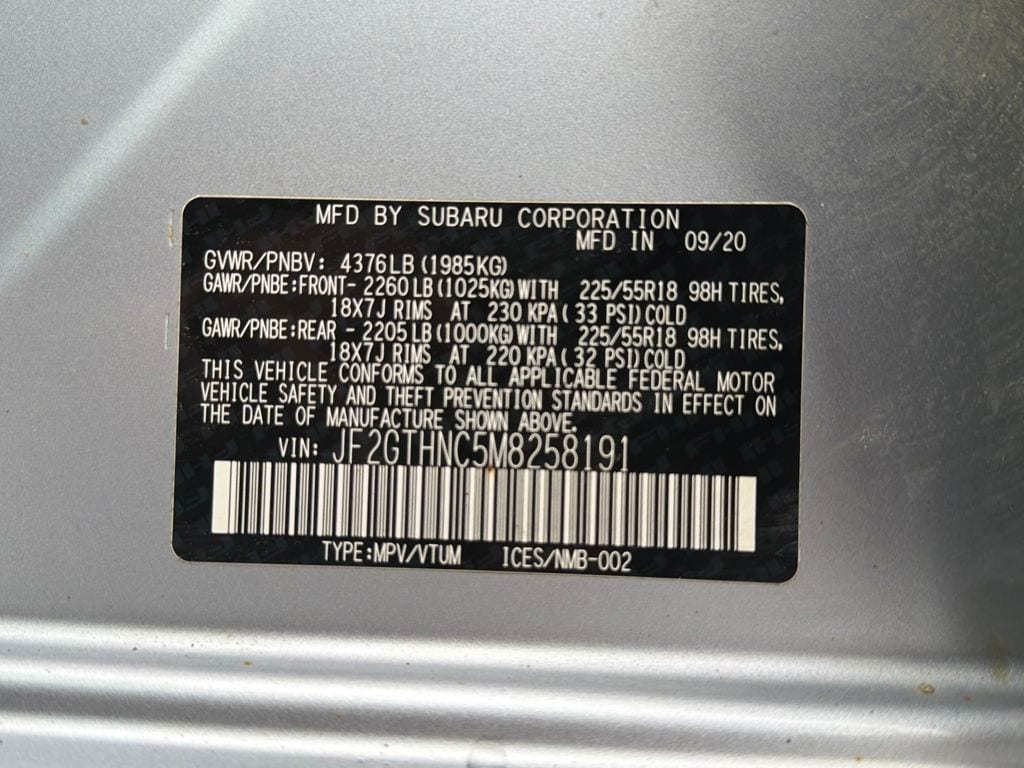 MFD BY SUBARU CORPORATION
MFD IN 09/20
GVWR/PNBV: 4376LB (1985KG)
GAWR/PNBE:FRONT- 2260LB (1025KG) WITH 225/55R18 98H TIRES,
18X7J RIMS AT 230 KPA ( 33 PSI) COLD
GAWR/PNBE:REAR - 2205LB (1000KG) WITH 225/55R18 98H TIRES,
18X7J RIMS AT 220 KPA ( 32 PSI) COLD
THIS VEHICLE CONFORMS TO ALL APPLICABLE FEDERAL MOTOR
VEHICLE SAFETY AND THEFT PREVENTION STANDARDS IN EFFECT ON
THE DATE OF MANUFACTURE SHOWN ABOVE.
VIN: JF2GTHNC5M8258191
TYPE:MPV/VTUM ICES/NMB-002